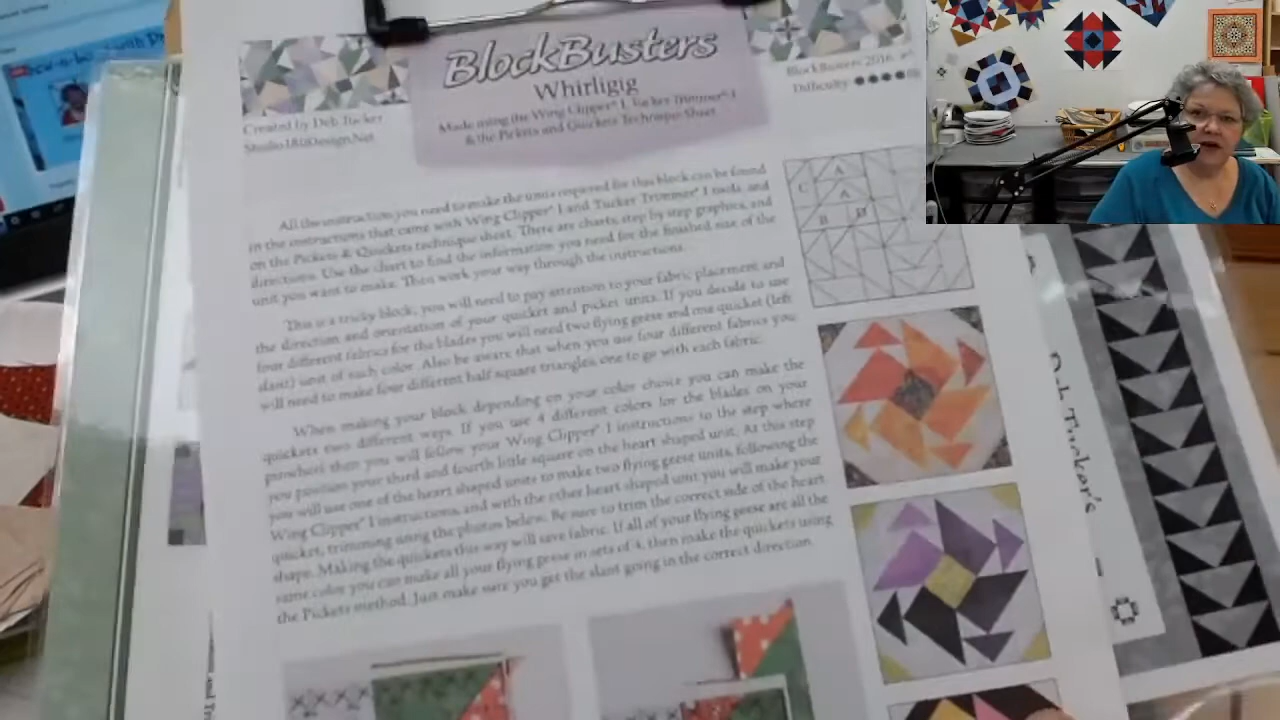 BlockBusters
Whirligig
Made using the Wing Clipper® I, Tucker Trimmer® I
& the Pickets and Quickets Technique Sheet
BlockBusters 2016
Difficulty
Created by Deb Tucker
Studio180Design.Net
All the instruction you need to make the units required for this block can be found
in the instructions that came with Wing Clipper® I and Tucker Trimmer® I tools, and
on the Pickets & Quickets technique sheet. There are charts, step by step graphics, and
directions. Use the chart to find the information you need for the finished size of the
unit you want to make. Then work your way through the instructions.
This is a tricky block, you will need to pay attention to your fabric placement and
the direction and orientation of your quicket and picket units. If you decide to use
four different fabrics for the blades you will need two flying geese and one quicket (left
slant) unit of each color. Also be aware that when you use four different fabrics you
will need to make four different half square triangles, one to go with each fabric.
When making your block depending on your color choice you can make the
quickets two different ways. If you use 4 different colors for the blades on your
pinwheel then you will follow your Wing Clipper® I instructions to the step where
you position your third and fourth little square on the heart shaped unit. At this step
you will use one of the heart shaped units to make two flying geese units, following the
Wing Clipper® I instructions, and with the other heart shaped unit you will make your
quicket, trimming using the photos below. Be sure to trim the correct side of the heart
shape. Making the quickets this way will save fabric. If all of your flying geese are all the
same color you can make all your flying geese in sets of 4, then make the quickets using
the Pickets method. Just make sure you get the slant going in the correct direction.
A
C
A
B
D
Deb Tucker's